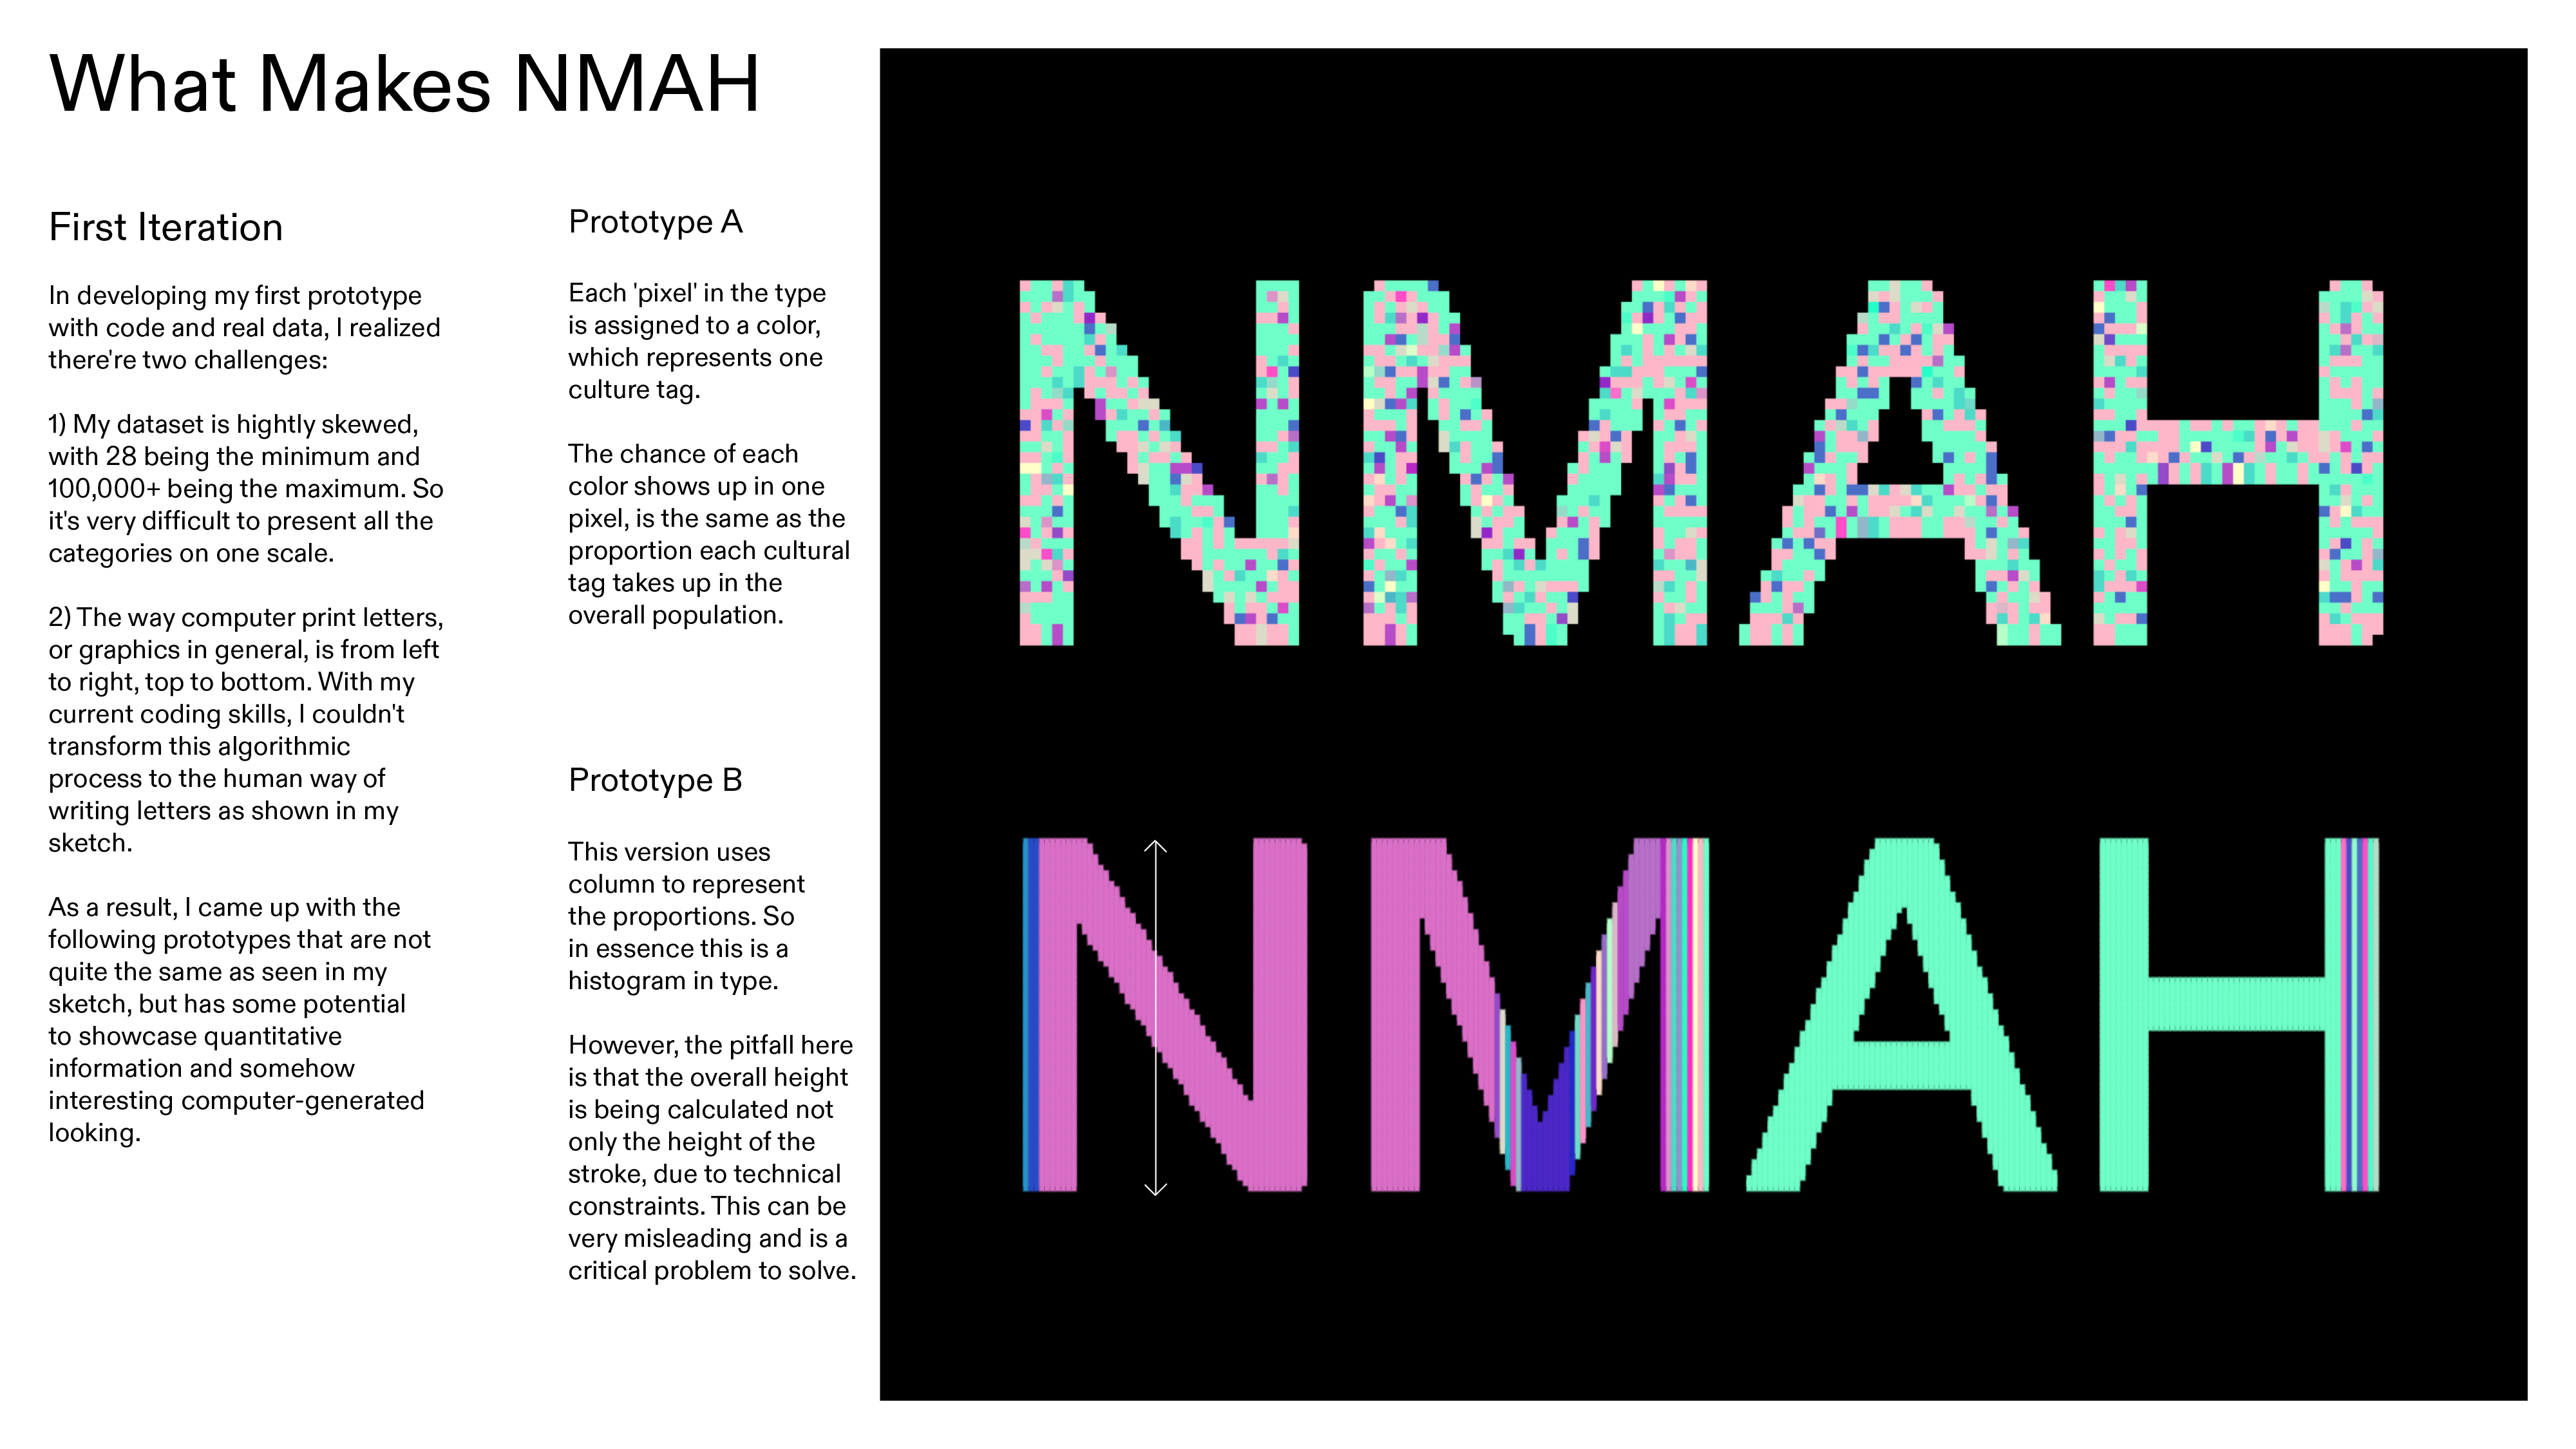 What Makes NMAH
First Iteration
In developing my first prototype
with code and real data, I realized
there're two challenges:
1) My dataset is hightly skewed,
with 28 being the minimum and
100,000+ being the maximum. So
it's very difficult to present all the
categories on one scale.
2) The way computer print letters,
or graphics in general, is from left
to right, top to bottom. With my
current coding skills, I couldn't
transform this algorithmic
process to the human way of
writing letters as shown in my
sketch.
As a result, I came up with the
following prototypes that are not
quite the same as seen in my
sketch, but has some potential
to showcase quantitative
information and somehow
interesting computer-generated
looking.
Prototype A
Each 'pixel' in the type
is assigned to a color,
which represents one
culture tag.
The chance of each
color shows up in one
pixel, is the same as the
proportion each cultural
tag takes up in the
overall population.
Prototype B
This version uses
column to represent
the proportions. So
in essence this is a
histogram in type.
However, the pitfall here
is that the overall height
is being calculated not
only the height of the
stroke, due to technical
constraints. This can be
very misleading and is a
critical problem to solve.
NMAH
NMAH